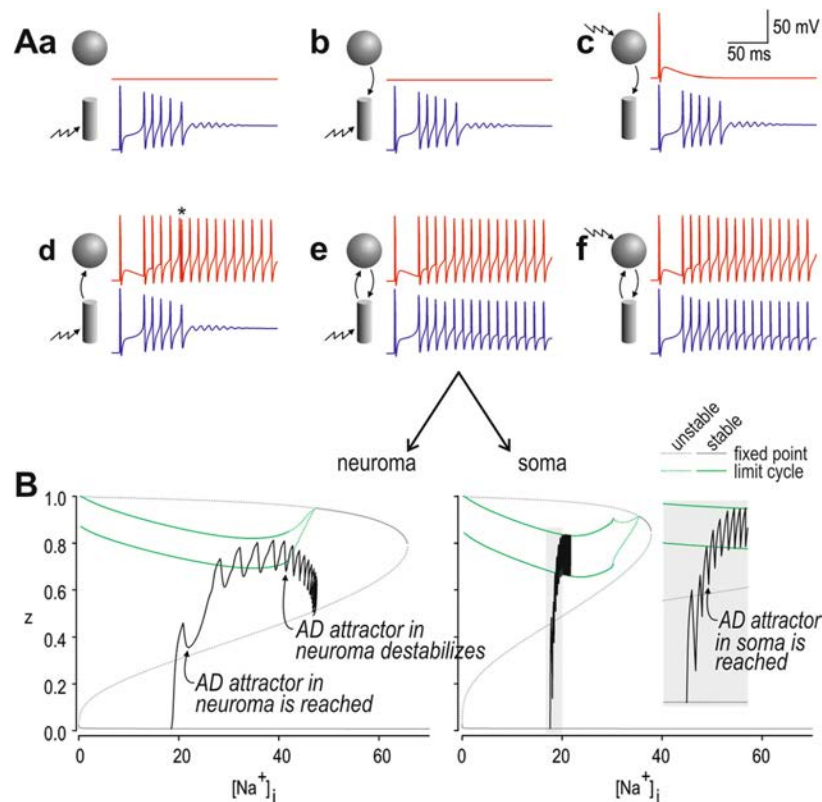 Aa
b
c
50 mV
50 ms
d
*
e
f
neuroma
soma
unstable
stable
fixed point
limit cycle
B
1.0
0.8
0.6
z
0.4
0.2
0.0
AD attractor in
neuroma destabilizes
AD attractor in
neuroma is reached
AD attractor
in soma is
reached
0
20
40
60
[Na+]i
0
20
40
60
[Na+]i